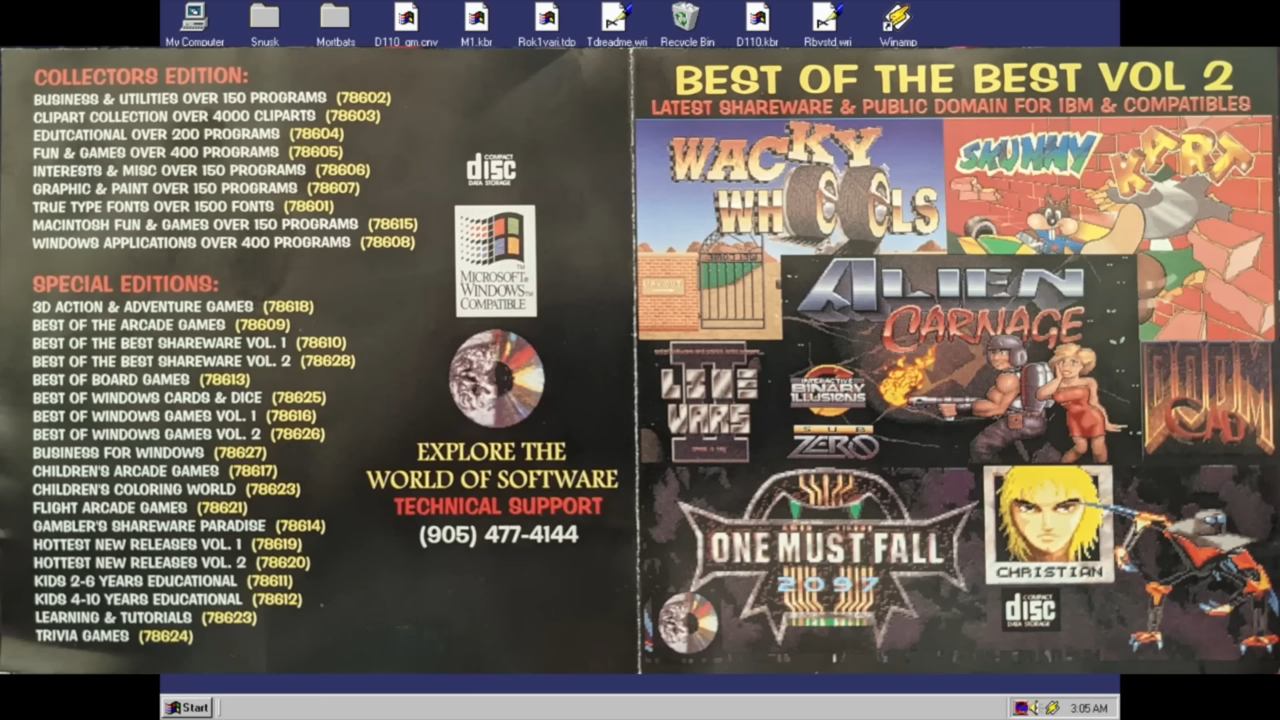 My Computer
Snusk
Mortbats
D110_gm.cnv
M1.kbr
Rok1vari.tdp
Tdreadme.wri
Recycle Bin
D110.kbr
Rbvstd.wri
Winamp
COLLECTORS EDITION:
BUSINESS & UTILITIES OVER 150 PROGRAMS (78602)
CLIPART COLLECTION OVER 4000 CLIPARTS (78603)
EDUTCATIONAL OVER 200 PROGRAMS (78604)
FUN & GAMES OVER 400 PROGRAMS (78605)
INTERESTS & MISC OVER 150 PROGRAMS (78606)
GRAPHIC & PAINT OVER 150 PROGRAMS (78607)
TRUE TYPE FONTS OVER 1500 FONTS (78601)
MACINTOSH FUN & GAMES OVER 150 PROGRAMS (78615)
WINDOWS APPLICATIONS OVER 400 PROGRAMS (78608)
SPECIAL EDITIONS:
3D ACTION & ADVENTURE GAMES (78618)
BEST OF THE ARCADE GAMES (78609)
BEST OF THE BEST SHAREWARE VOL. 1 (78610)
BEST OF THE BEST SHAREWARE VOL. 2 (78628)
BEST OF BOARD GAMES (78613)
BEST OF WINDOWS CARDS & DICE (78625)
BEST OF WINDOWS GAMES VOL. 1 (78616)
BEST OF WINDOWS GAMES VOL. 2 (78626)
BUSINESS FOR WINDOWS (78627)
CHILDREN'S ARCADE GAMES (78617)
CHILDREN'S COLORING WORLD (78623)
FLIGHT ARCADE GAMES (78621)
GAMBLER'S SHAREWARE PARADISE (78614)
HOTTEST NEW RELEASES VOL. 1 (78619)
HOTTEST NEW RELEASES VOL. 2 (78620)
KIDS 2-6 YEARS EDUCATIONAL (78611)
KIDS 4-10 YEARS EDUCATIONAL (78612)
LEARNING & TUTORIALS (78623)
TRIVIA GAMES (78624)
COMPACT
disc
DATA STORAGE
MICROSOFT®
WINDOWS™
COMPATIBLE
EXPLORE THE
WORLD OF SOFTWARE
TECHNICAL SUPPORT
(905) 477-4144
BEST OF THE BEST VOL 2
LATEST SHAREWARE & PUBLIC DOMAIN FOR IBM & COMPATIBLES
WACKY
WHEELS
SKUNNY
KART
ALIEN
CARNAGE
LINE
WARS
II
INTERACTIVE
BINARY
ILLUSIONS
SUB
ZERO
DOOM
CAD
ONE MUST FALL
2097
CHRISTIAN
COMPACT
disc
DATA STORAGE
Start
3:05 AM